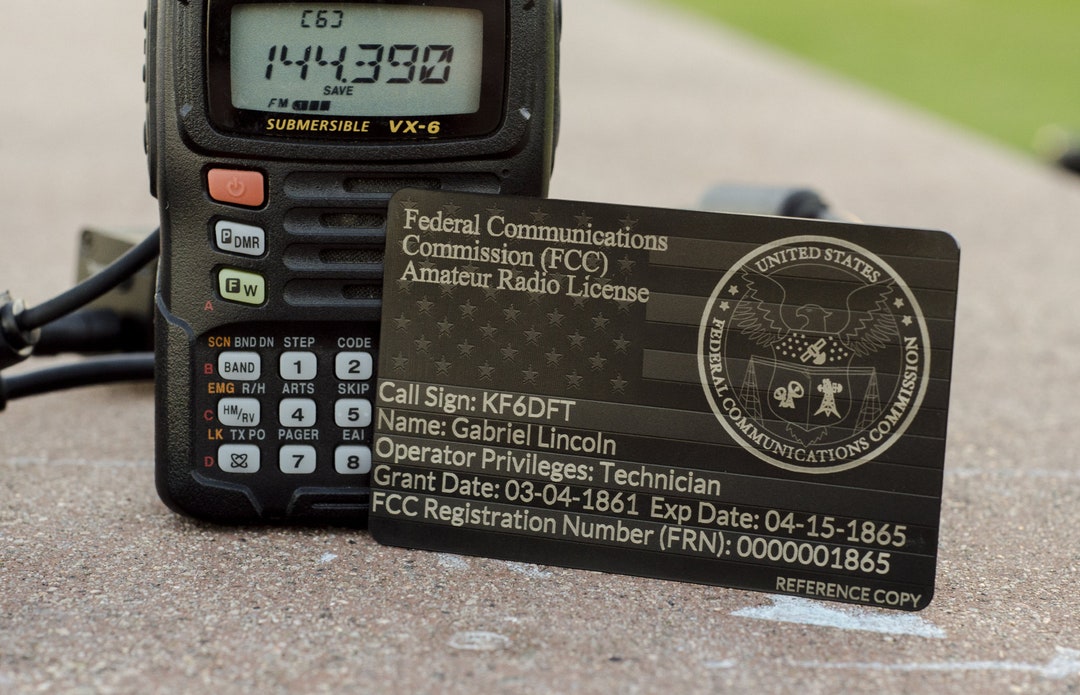 [6]
144.390
SAVE
FM
SUBMERSIBLE VX-6
P DMR
F W
A
SCN BND DN STEP CODE
B BAND 1 2
EMG R/H ARTS SKIP
C HM/RV 4 5
LK TX PO PAGER EAI
D 7 8
Federal Communications
Commission (FCC)
Amateur Radio License
UNITED STATES
FEDERAL COMMUNICATIONS COMMISSION
Call Sign: KF6DFT
Name: Gabriel Lincoln
Operator Privileges: Technician
Grant Date: 03-04-1861 Exp Date: 04-15-1865
FCC Registration Number (FRN): 0000001865
REFERENCE COPY